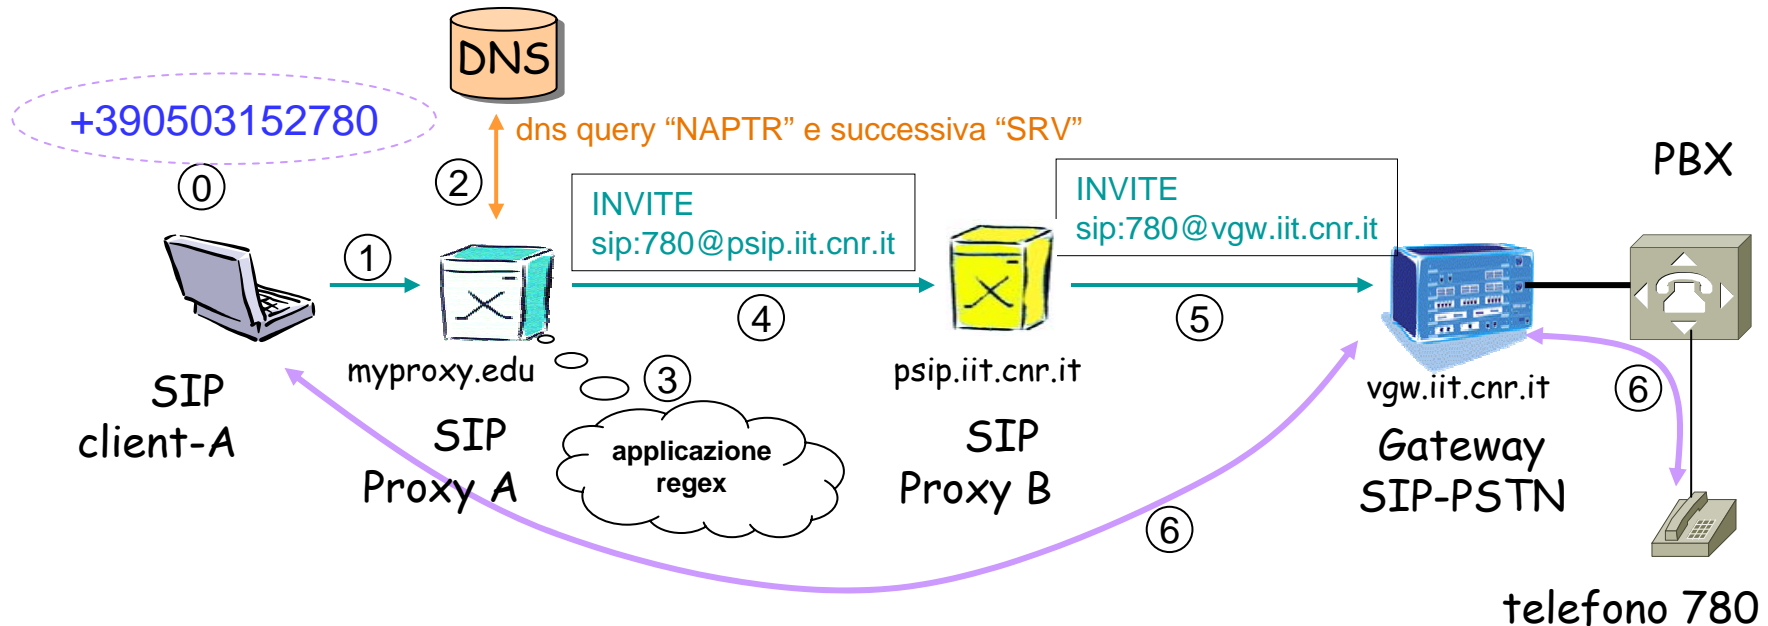 DNS
+390503152780
dns query “NAPTR” e successiva “SRV”
PBX
0
2
INVITE
sip:780@psip.iit.cnr.it
INVITE
sip:780@vgw.iit.cnr.it
1
4
5
myproxy.edu
3
psip.iit.cnr.it
vgw.iit.cnr.it
6
SIP
client-A
SIP
Proxy A
applicazione
regex
SIP
Proxy B
Gateway
SIP-PSTN
6
telefono 780